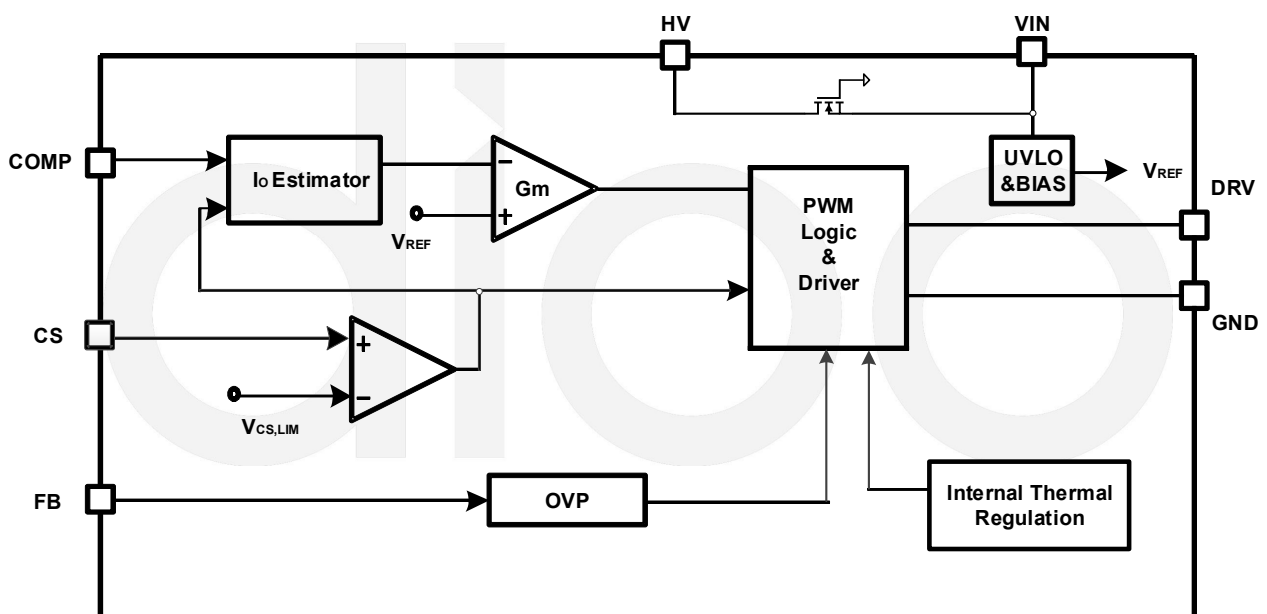 HV
VIN
COMP
Io Estimator
−
Gm
+
VREF
UVLO
&BIAS
VREF
DRV
PWM
Logic
&
Driver
GND
CS
+
−
VCS,LIM
FB
OVP
Internal Thermal
Regulation
dioo